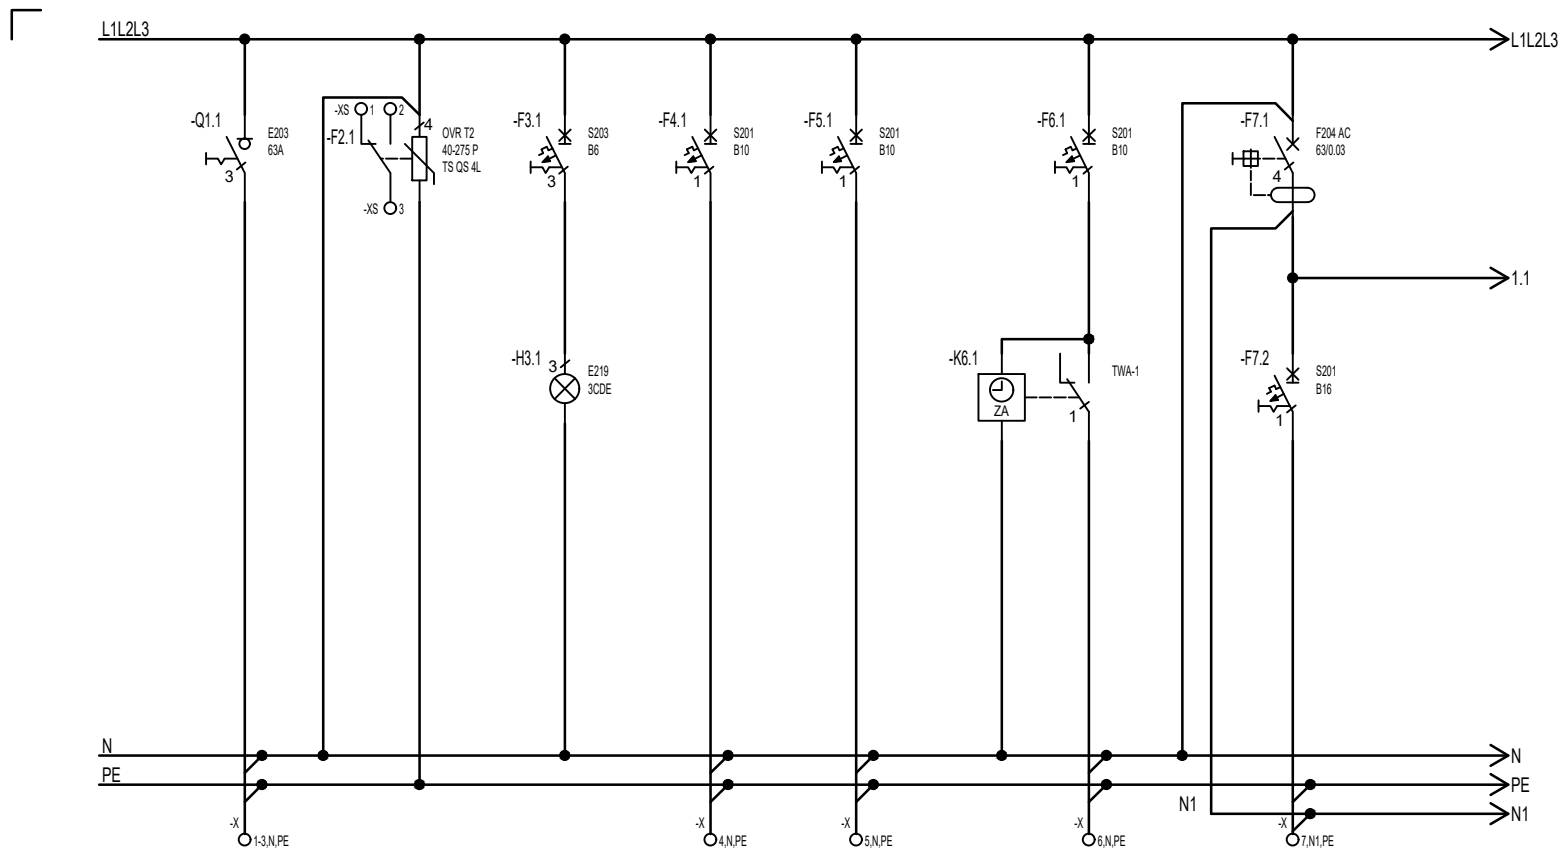 L1L2L3
L1L2L3
-Q1.1
E203
63A
3
-XS 1 2
-F2.1
4
OVR T2
40-275 P
TS QS 4L
-XS 3
-F3.1
S203
B6
3
-F4.1
S201
B10
1
-F5.1
S201
B10
1
-F6.1
S201
B10
1
-F7.1
F204 AC
63/0.03
4
1.1
-H3.1
3
E219
3CDE
-K6.1
ZA
TWA-1
1
-F7.2
S201
B16
1
N
N
PE
PE
N1
N1
-X
1-3,N,PE
-X
4,N,PE
-X
5,N,PE
-X
6,N,PE
-X
7,N1,PE